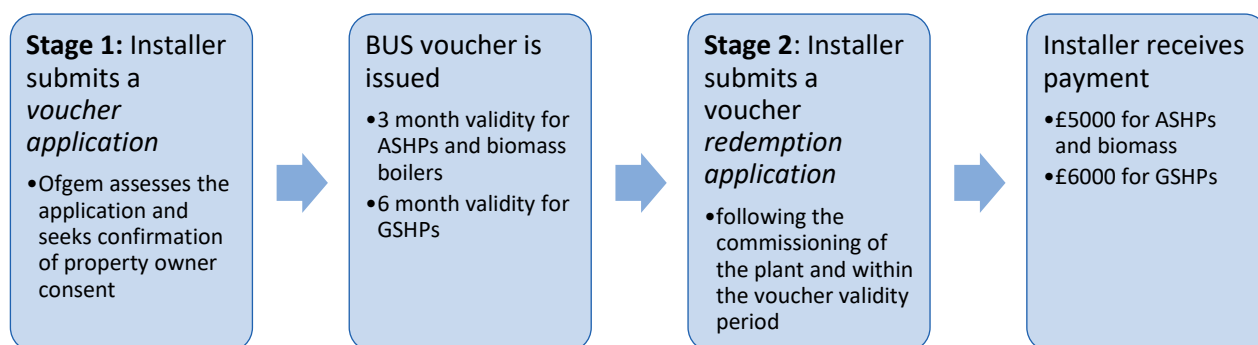 Stage 1: Installer
submits a
voucher
application
•Ofgem assesses the
application and
seeks confirmation
of property owner
consent
BUS voucher is
issued
•3 month validity for
ASHPs and biomass
boilers
•6 month validity for
GSHPs
Stage 2: Installer
submits a
voucher
redemption
application
•following the
commissioning of
the plant and within
the voucher validity
period
Installer receives
payment
•£5000 for ASHPs
and biomass
•£6000 for GSHPs